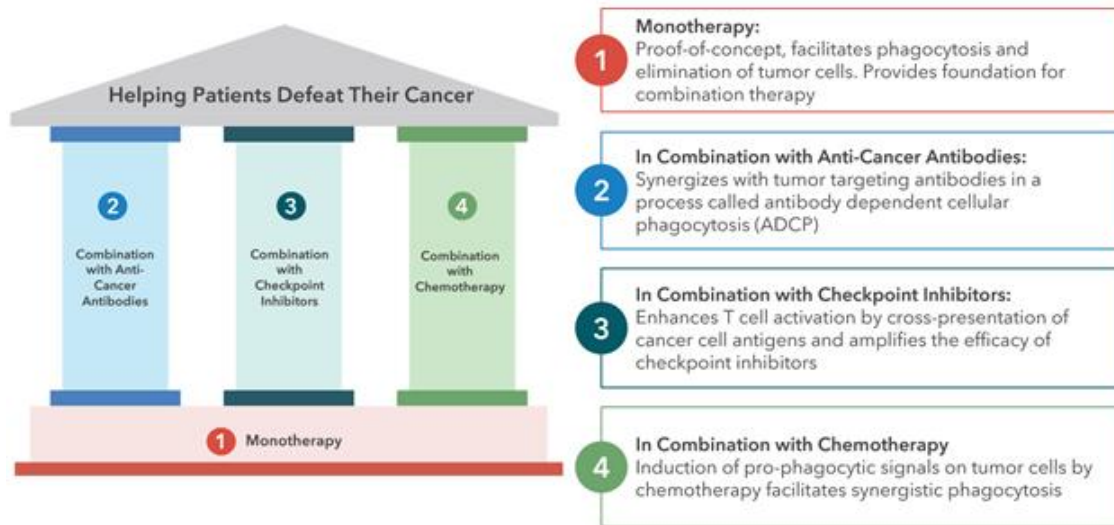 Helping Patients Defeat Their Cancer
2
Combination
with Anti-
Cancer
Antibodies
3
Combination
with
Checkpoint
Inhibitors
4
Combination
with
Chemotherapy
1 Monotherapy
1
Monotherapy:
Proof-of-concept, facilitates phagocytosis and
elimination of tumor cells. Provides foundation for
combination therapy
2
In Combination with Anti-Cancer Antibodies:
Synergizes with tumor targeting antibodies in a
process called antibody dependent cellular
phagocytosis (ADCP)
3
In Combination with Checkpoint Inhibitors:
Enhances T cell activation by cross-presentation of
cancer cell antigens and amplifies the efficacy of
checkpoint inhibitors
4
In Combination with Chemotherapy
Induction of pro-phagocytic signals on tumor cells by
chemotherapy facilitates synergistic phagocytosis